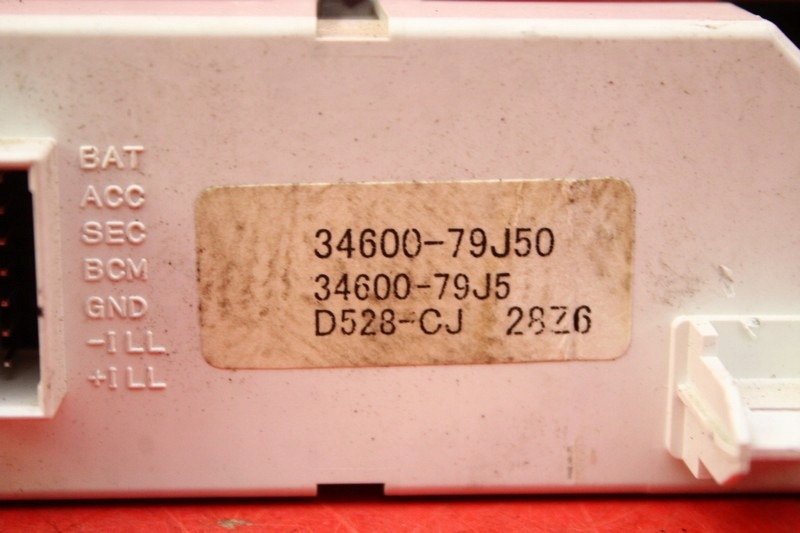 BAT
ACC
SEC
BCM
GND
-ILL
+ILL
34600-79J50
34600-79J5
D528-CJ 28Z6